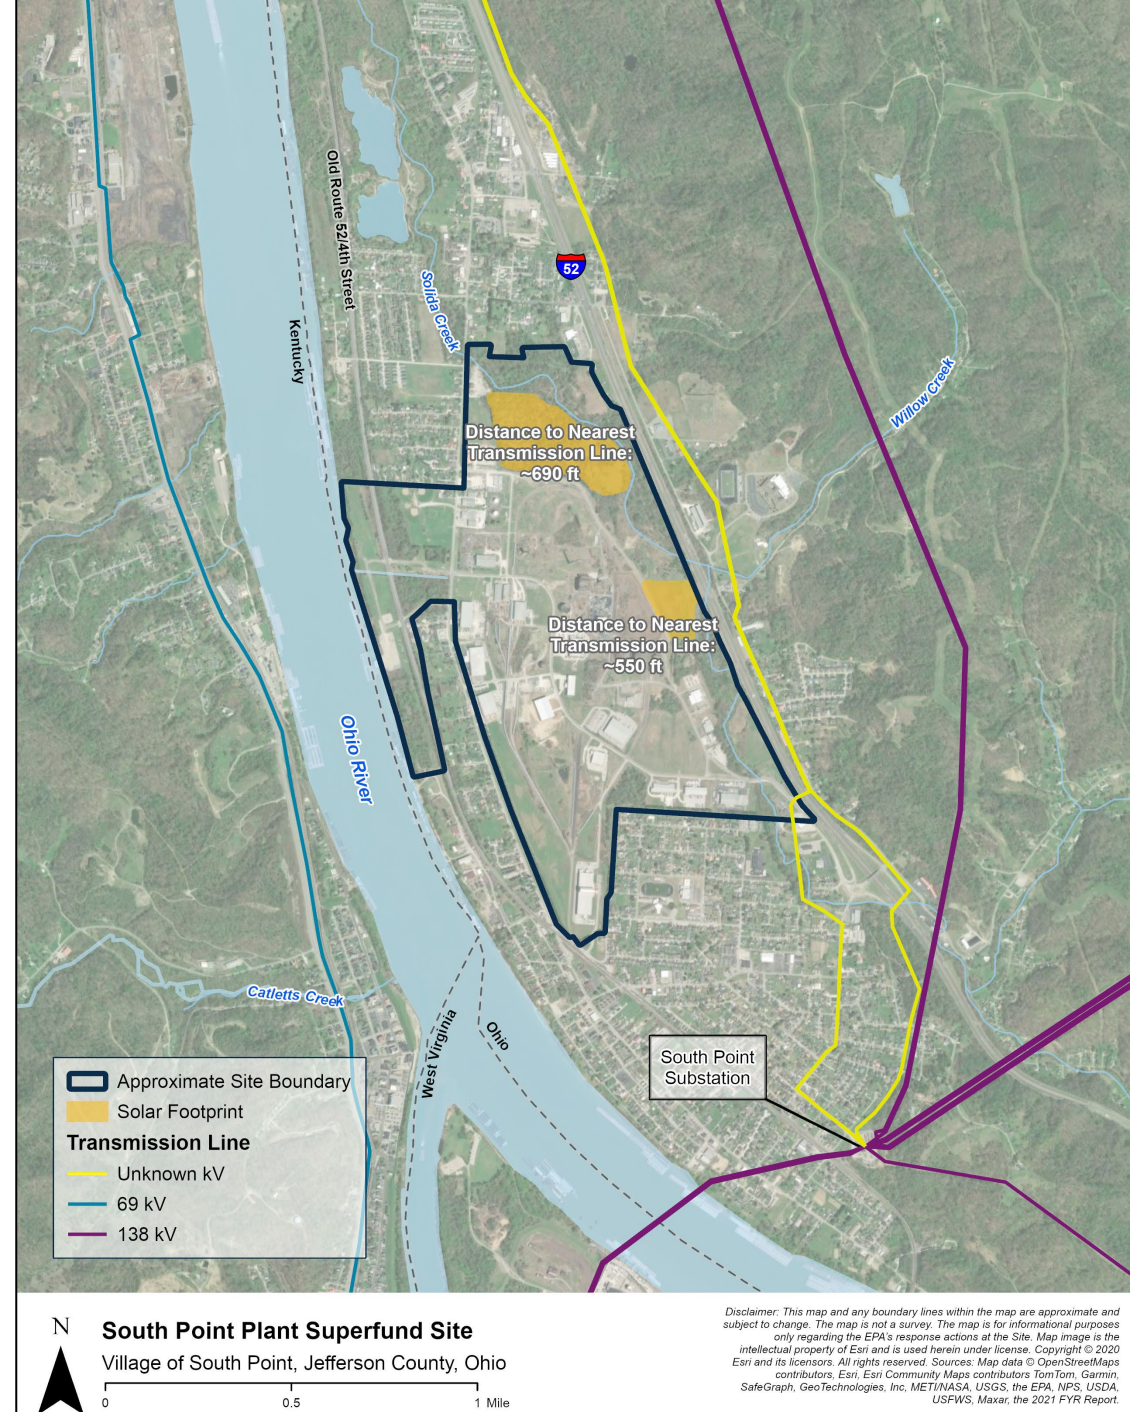 Old Route 52/4th Street
52
Solida Creek
Kentucky
Willow Creek
Distance to Nearest
Transmission Line:
~690 ft
Distance to Nearest
Transmission Line:
~550 ft
Ohio River
Catletts Creek
West Virginia
Ohio
South Point
Substation
Approximate Site Boundary
Solar Footprint
Transmission Line
Unknown kV
69 kV
138 kV
N
South Point Plant Superfund Site
Village of South Point, Jefferson County, Ohio
0 0.5 1 Mile
Disclaimer: This map and any boundary lines within the map are approximate and
subject to change. The map is not a survey. The map is for informational purposes
only regarding the EPA's response actions at the Site. Map image is the
intellectual property of Esri and is used herein under license. Copyright © 2020
Esri and its licensors. All rights reserved. Sources: Map data © OpenStreetMaps
contributors, Esri, Esri Community Maps contributors TomTom, Garmin,
SafeGraph, GeoTechnologies, Inc, METI/NASA, USGS, the EPA, NPS, USDA,
USFWS, Maxar, the 2021 FYR Report.